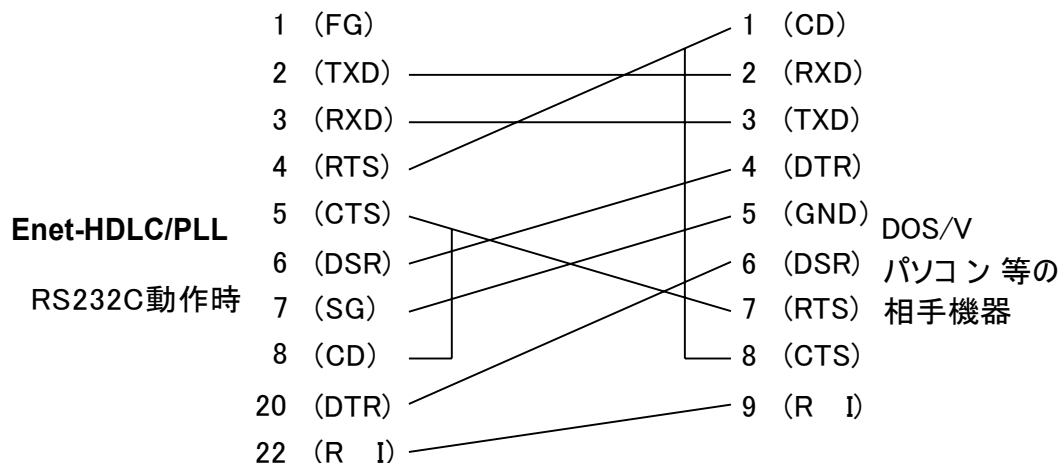 1 (FG)
2 (TXD)
3 (RXD)
4 (RTS)
5 (CTS)
6 (DSR)
7 (SG)
8 (CD)
20 (DTR)
22 (R I)
Enet-HDLC/PLL
RS232C動作時
1 (CD)
2 (RXD)
3 (TXD)
4 (DTR)
5 (GND)
6 (DSR)
7 (RTS)
8 (CTS)
9 (R I)
DOS/V
パソコン 等の
相手機器